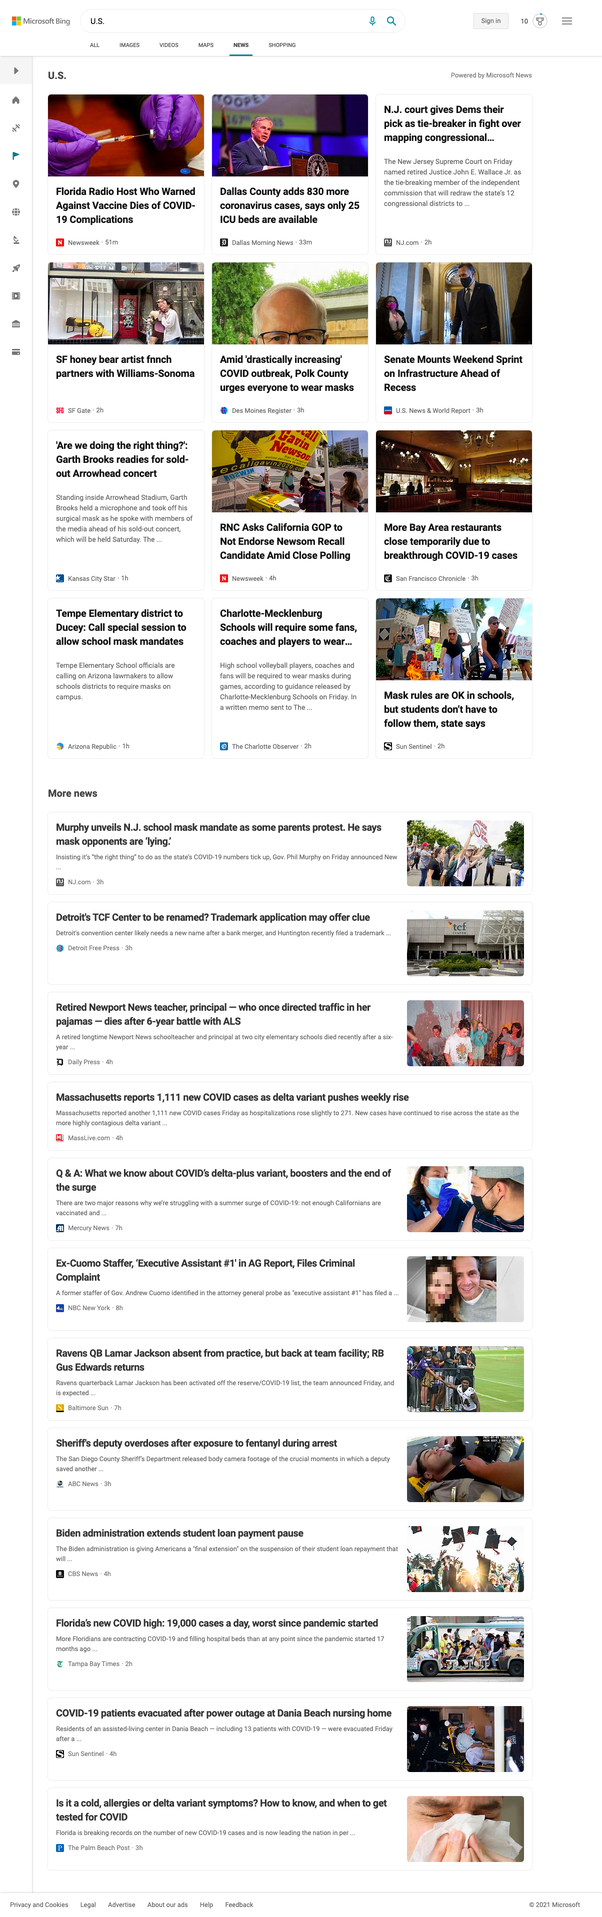 Microsoft Bing
U.S.
Sign in
10
ALL
IMAGES
VIDEOS
MAPS
NEWS
SHOPPING
U.S.
Powered by Microsoft News
Florida Radio Host Who Warned
Against Vaccine Dies of COVID-
19 Complications
Newsweek · 51m
Dallas County adds 830 more
coronavirus cases, says only 25
ICU beds are available
Dallas Morning News · 33m
N.J. court gives Dems their
pick as tie-breaker in fight over
mapping congressional...
The New Jersey Supreme Court on Friday
named retired Justice John E. Wallace Jr. as
the tie-breaking member of the independent
commission that will redraw the state's 12
congressional districts to ...
NJ.com · 2h
SF honey bear artist fnnch
partners with Williams-Sonoma
SF Gate · 2h
Amid 'drastically increasing'
COVID outbreak, Polk County
urges everyone to wear masks
Des Moines Register · 3h
Senate Mounts Weekend Sprint
on Infrastructure Ahead of
Recess
U.S. News & World Report · 3h
'Are we doing the right thing?':
Garth Brooks readies for sold-
out Arrowhead concert
Standing inside Arrowhead Stadium, Garth
Brooks held a microphone and took off his
surgical mask as he spoke with members of
the media ahead of his sold-out concert,
which will be held Saturday. The ...
Kansas City Star · 1h
RNC Asks California GOP to
Not Endorse Newsom Recall
Candidate Amid Close Polling
Newsweek · 4h
More Bay Area restaurants
close temporarily due to
breakthrough COVID-19 cases
San Francisco Chronicle · 3h
Tempe Elementary district to
Ducey: Call special session to
allow school mask mandates
Tempe Elementary School officials are
calling on Arizona lawmakers to allow
schools districts to require masks on
campus.
Arizona Republic · 1h
Charlotte-Mecklenburg
Schools will require some fans,
coaches and players to wear...
High school volleyball players, coaches and
fans will be required to wear masks during
games, according to guidance released by
Charlotte-Mecklenburg Schools on Friday. In
a written memo sent to The ...
The Charlotte Observer · 2h
Mask rules are OK in schools,
but students don't have to
follow them, state says
Sun Sentinel · 2h
More news
Murphy unveils N.J. school mask mandate as some parents protest. He says
mask opponents are 'lying.'
Insisting it's "the right thing" to do as the state's COVID-19 numbers tick up, Gov. Phil Murphy on Friday announced New
...
NJ.com · 3h
Detroit's TCF Center to be renamed? Trademark application may offer clue
Detroit's convention center likely needs a new name after a bank merger, and Huntington recently filed a trademark ...
Detroit Free Press · 3h
tcf
Retired Newport News teacher, principal — who once directed traffic in her
pajamas — dies after 6-year battle with ALS
A retired longtime Newport News schoolteacher and principal at two city elementary schools died recently after a six-
year ...
Daily Press · 4h
Massachusetts reports 1,111 new COVID cases as delta variant pushes weekly rise
Massachusetts reported another 1,111 new COVID cases Friday as hospitalizations rose slightly to 271. New cases have continued to rise across the state as the
more highly contagious delta variant ...
MassLive.com · 4h
Q & A: What we know about COVID's delta-plus variant, boosters and the end of
the surge
There are two major reasons why we're struggling with a summer surge of COVID-19: not enough Californians are
vaccinated and ...
Mercury News · 7h
Ex-Cuomo Staffer, 'Executive Assistant #1' in AG Report, Files Criminal
Complaint
A former staffer of Gov. Andrew Cuomo identified in the attorney general probe as "executive assistant #1" has filed a ...
NBC New York · 8h
Ravens QB Lamar Jackson absent from practice, but back at team facility; RB
Gus Edwards returns
Ravens quarterback Lamar Jackson has been activated off the reserve/COVID-19 list, the team announced Friday, and
is expected ...
Baltimore Sun · 7h
Sheriff's deputy overdoses after exposure to fentanyl during arrest
The San Diego County Sheriff's Department released body camera footage of the crucial moments in which a deputy
saved another ...
ABC News · 3h
Biden administration extends student loan payment pause
The Biden administration is giving Americans a "final extension" on the suspension of their student loan repayment that
will ...
CBS News · 4h
Florida's new COVID high: 19,000 cases a day, worst since pandemic started
More Floridians are contracting COVID-19 and filling hospital beds than at any point since the pandemic started 17
months ago ...
Tampa Bay Times · 2h
COVID-19 patients evacuated after power outage at Dania Beach nursing home
Residents of an assisted-living center in Dania Beach — including 13 patients with COVID-19 — were evacuated Friday
after a ...
Sun Sentinel · 4h
Is it a cold, allergies or delta variant symptoms? How to know, and when to get
tested for COVID
Florida is breaking records on the number of new COVID-19 cases and is now leading the nation in per ...
The Palm Beach Post · 3h
Privacy and Cookies
Legal
Advertise
About our ads
Help
Feedback
© 2021 Microsoft